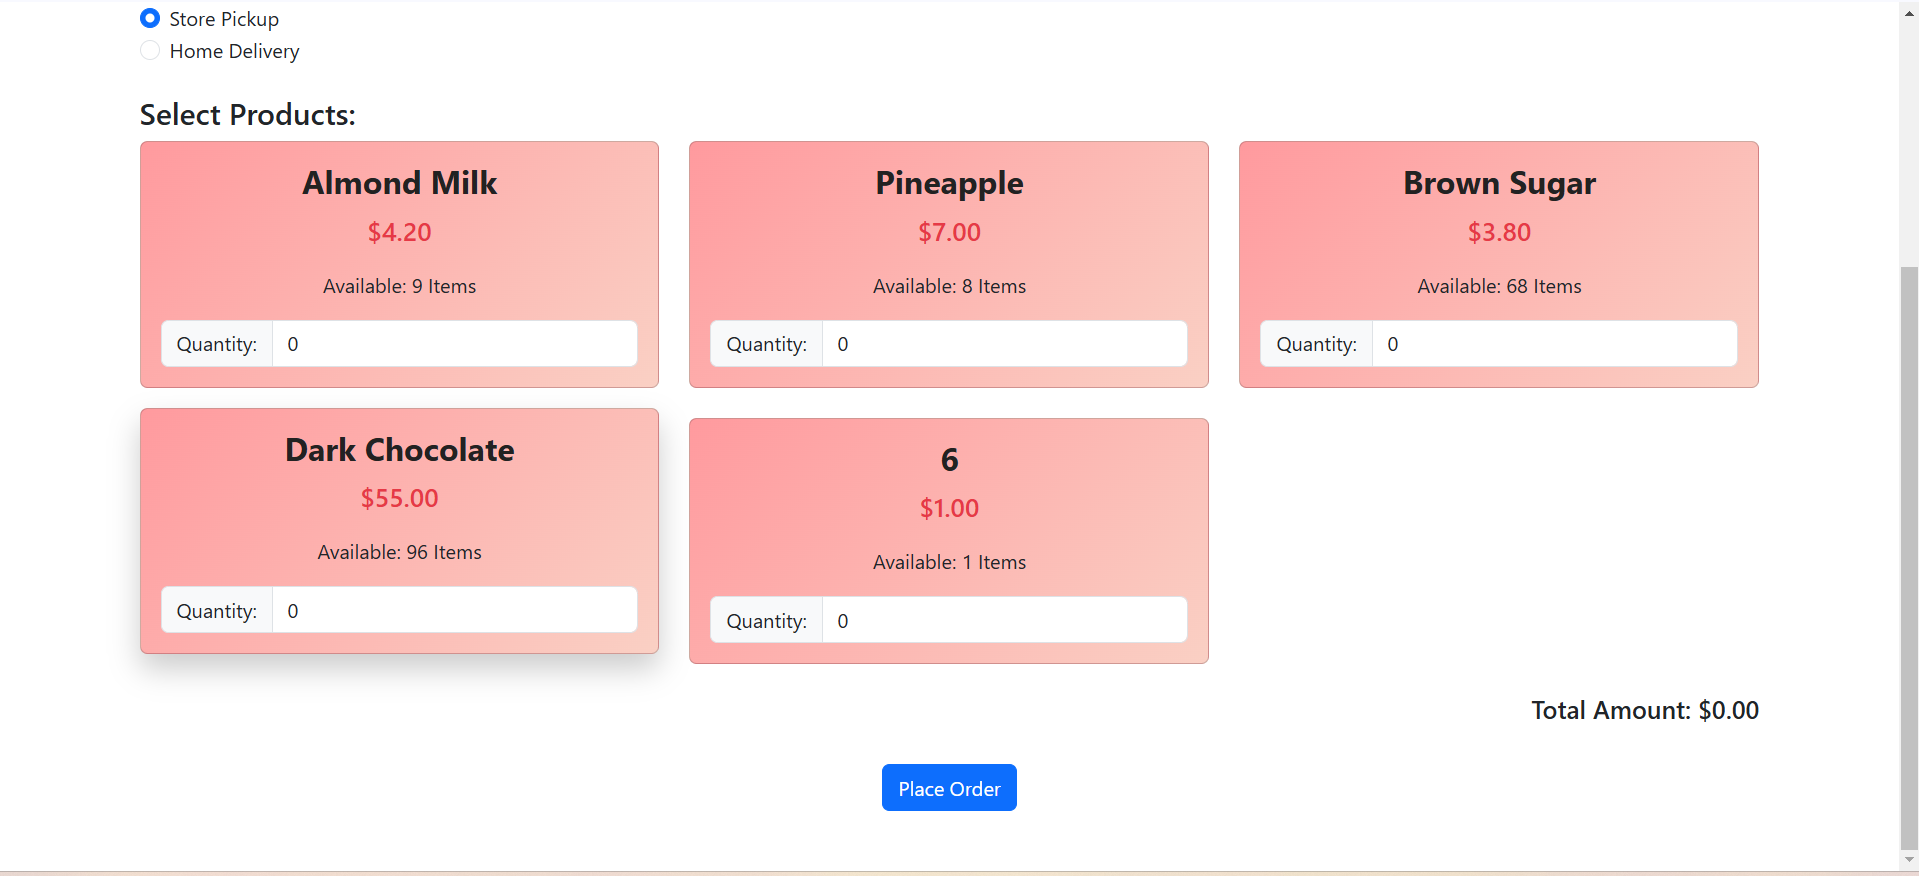 Store Pickup
Home Delivery
Select Products:
Almond Milk
$4.20
Available: 9 Items
Quantity: 0
Pineapple
$7.00
Available: 8 Items
Quantity: 0
Brown Sugar
$3.80
Available: 68 Items
Quantity: 0
Dark Chocolate
$55.00
Available: 96 Items
Quantity: 0
6
$1.00
Available: 1 Items
Quantity: 0
Total Amount: $0.00
Place Order